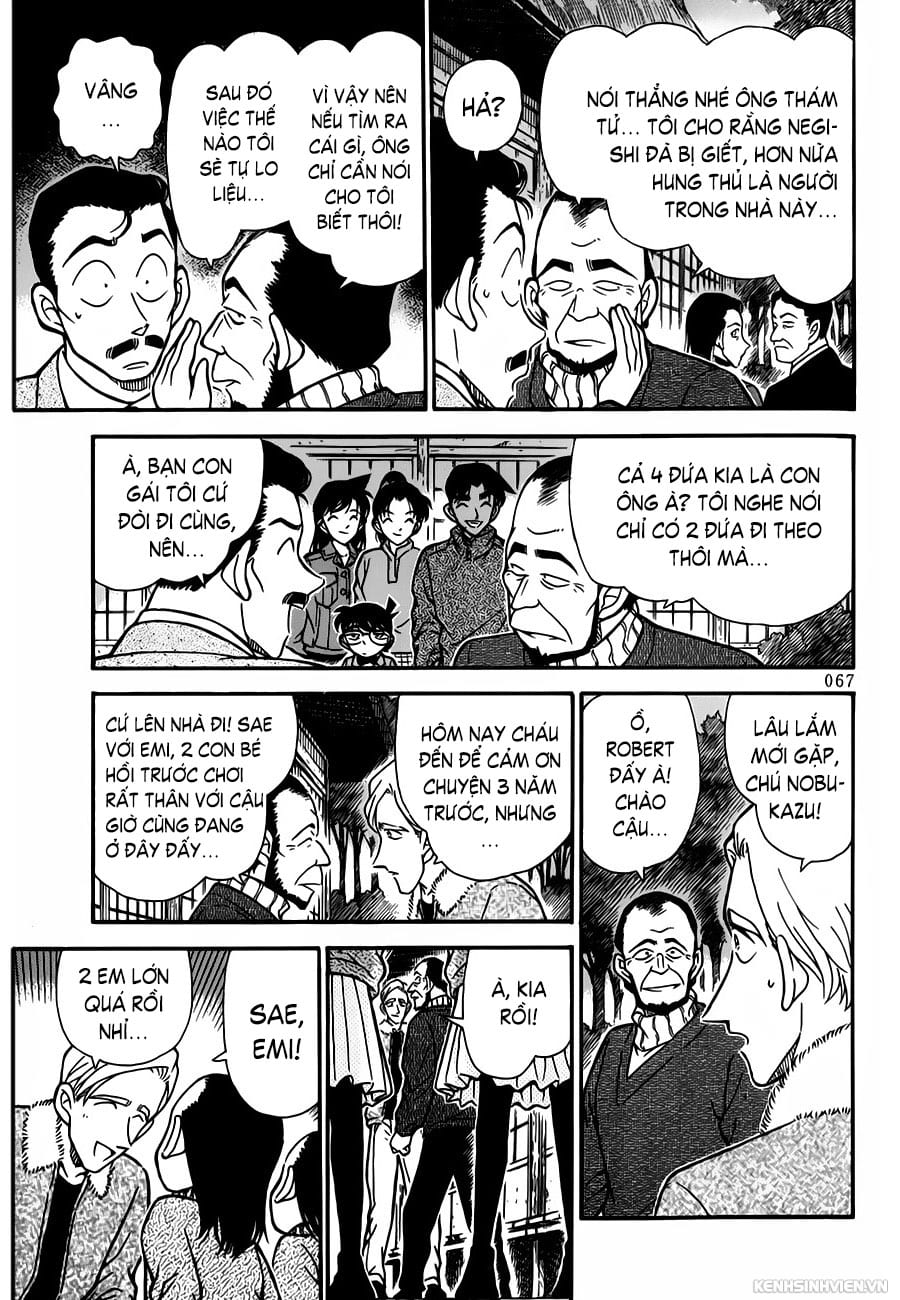 NÓI THẲNG NHÉ ÔNG THÁM
TỬ... TÔI CHO RẰNG NEGI-
SHI ĐÃ BỊ GIẾT, HƠN NỮA
HUNG THỦ LÀ NGƯỜI
TRONG NHÀ NÀY...
HẢ?
VÌ VẬY NÊN
NẾU TÌM RA
CÁI GÌ, ÔNG
CHỈ CẦN NÓI
CHO TÔI
BIẾT THÔI!
SAU ĐÓ
VIỆC THẾ
NÀO TÔI
SẼ TỰ LO
LIỆU...
VÂNG
...
CẢ 4 ĐỨA KIA LÀ CON
ÔNG À? TÔI NGHE NÓI
CHỈ CÓ 2 ĐỨA ĐI THEO
THÔI MÀ...
À, BẠN CON
GÁI TÔI CỨ
ĐÒI ĐI CÙNG,
NÊN...
067
LÂU LẮM
MỚI GẶP,
CHÚ NOBU-
KAZU!
Ồ,
ROBERT
ĐẤY À!
CHÀO
CẬU...
HÔM NAY CHÁU
ĐẾN ĐỂ CẢM ƠN
CHUYỆN 3 NĂM
TRƯỚC, NHƯNG
...
CỨ LÊN NHÀ ĐI! SAE
VỚI EMI, 2 CON BÉ
HỒI TRƯỚC CHƠI
RẤT THÂN VỚI CẬU
GIỜ CŨNG ĐANG
Ở ĐÂY ĐẤY...
À, KIA
RỒI!
SAE,
EMI!
2 EM LỚN
QUÁ RỒI
NHỈ...
KENHSINHVIEN.VN